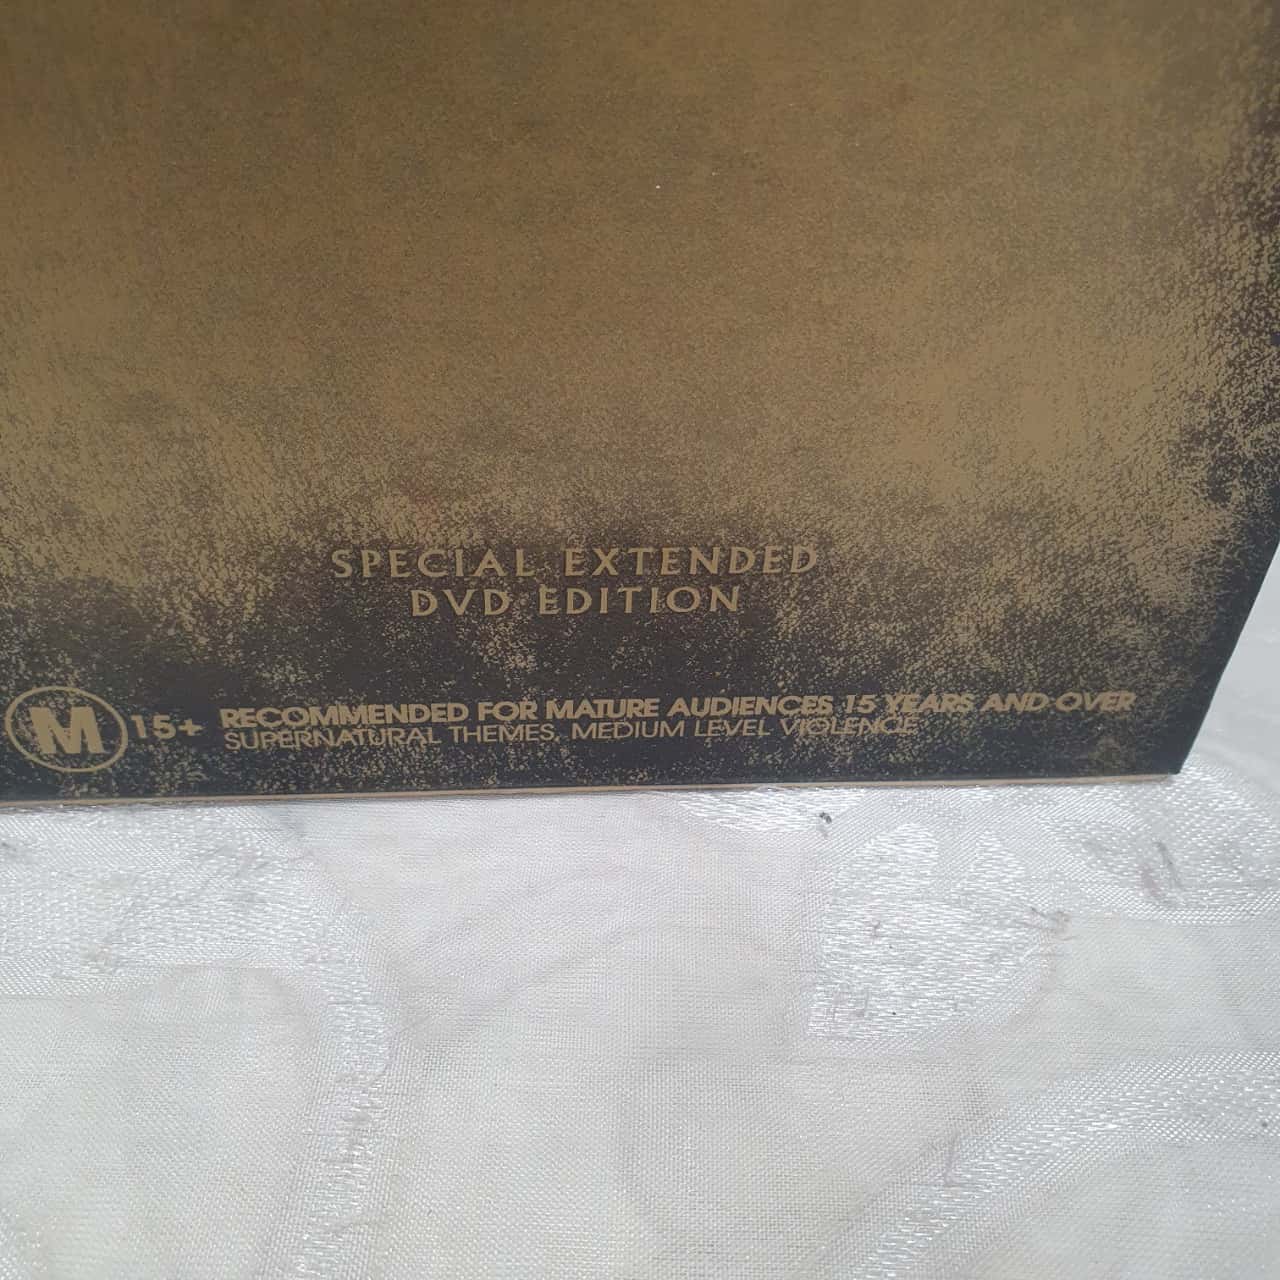 SPECIAL EXTENDED
DVD EDITION
M 15+ RECOMMENDED FOR MATURE AUDIENCES 15 YEARS AND OVER
SUPERNATURAL THEMES, MEDIUM LEVEL VIOLENCE